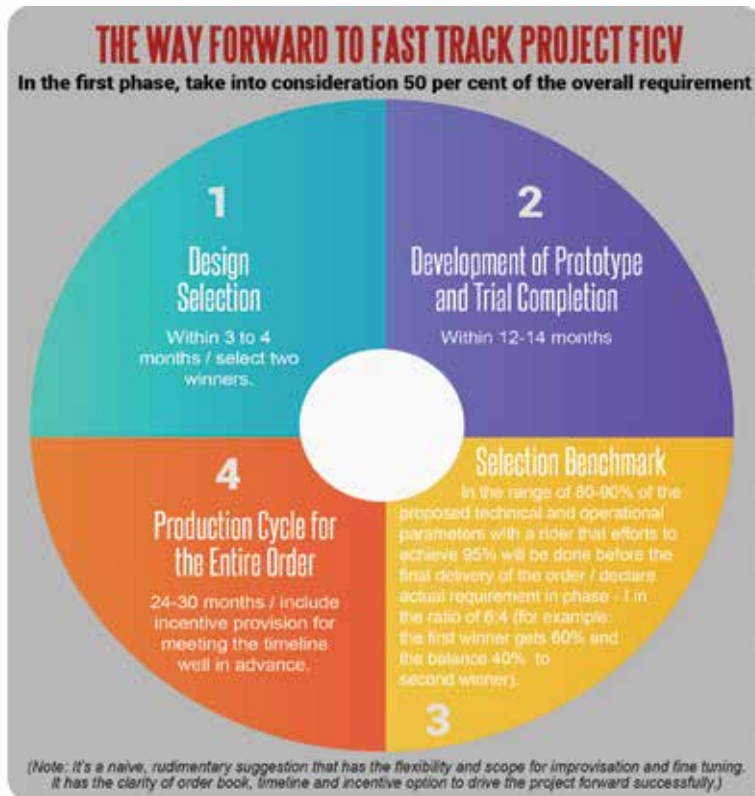 THE WAY FORWARD TO FAST TRACK PROJECT FICV
In the first phase, take into consideration 50 per cent of the overall requirement
1
Design
Selection
Within 3 to 4
months / select two
winners.
2
Development of Prototype
and Trial Completion
Within 12-14 months
Selection Benchmark
In the range of 80-90% of the
proposed technical and operational
parameters with a rider that efforts to
achieve 95% will be done before the
final delivery of the order / declare
actual requirement in phase - I in
the ratio of 6:4 (for example:
the first winner gets 60% and
the balance 40% to
second winner).
3
4
Production Cycle for
the Entire Order
24-30 months / include
incentive provision for
meeting the timeline
well in advance.
(Note: It's a naive, rudimentary suggestion that has the flexibility and scope for improvisation and fine tuning.
It has the clarity of order book, timeline and incentive option to drive the project forward successfully.)